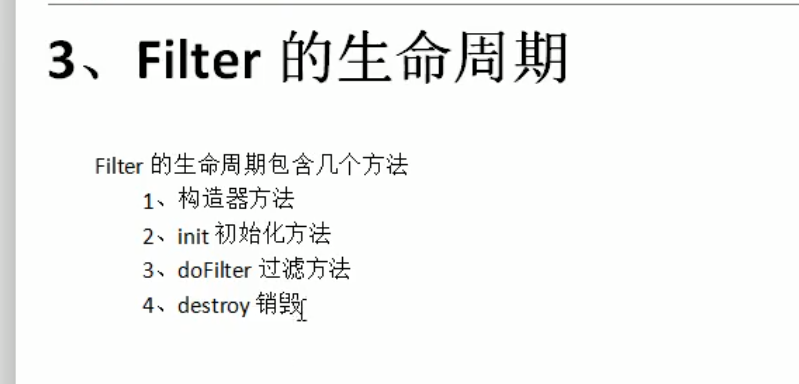 3、Filter 的生命周期
Filter 的生命周期包含几个方法
1、构造器方法
2、init 初始化方法
3、doFilter 过滤方法
4、destroy 销毁